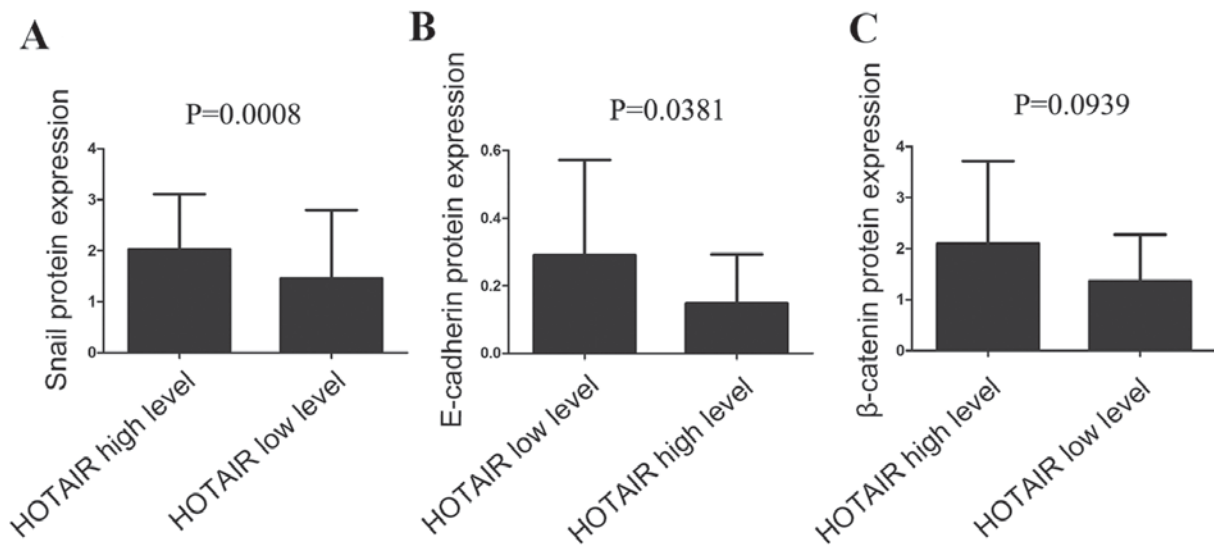 A
P=0.0008
Snail protein expression
4
3
2
1
0
HOTAIR high level
HOTAIR low level
B
P=0.0381
E-cadherin protein expression
0.6
0.4
0.2
0.0
HOTAIR low level
HOTAIR high level
C
P=0.0939
β-catenin protein expression
4
3
2
1
0
HOTAIR high level
HOTAIR low level